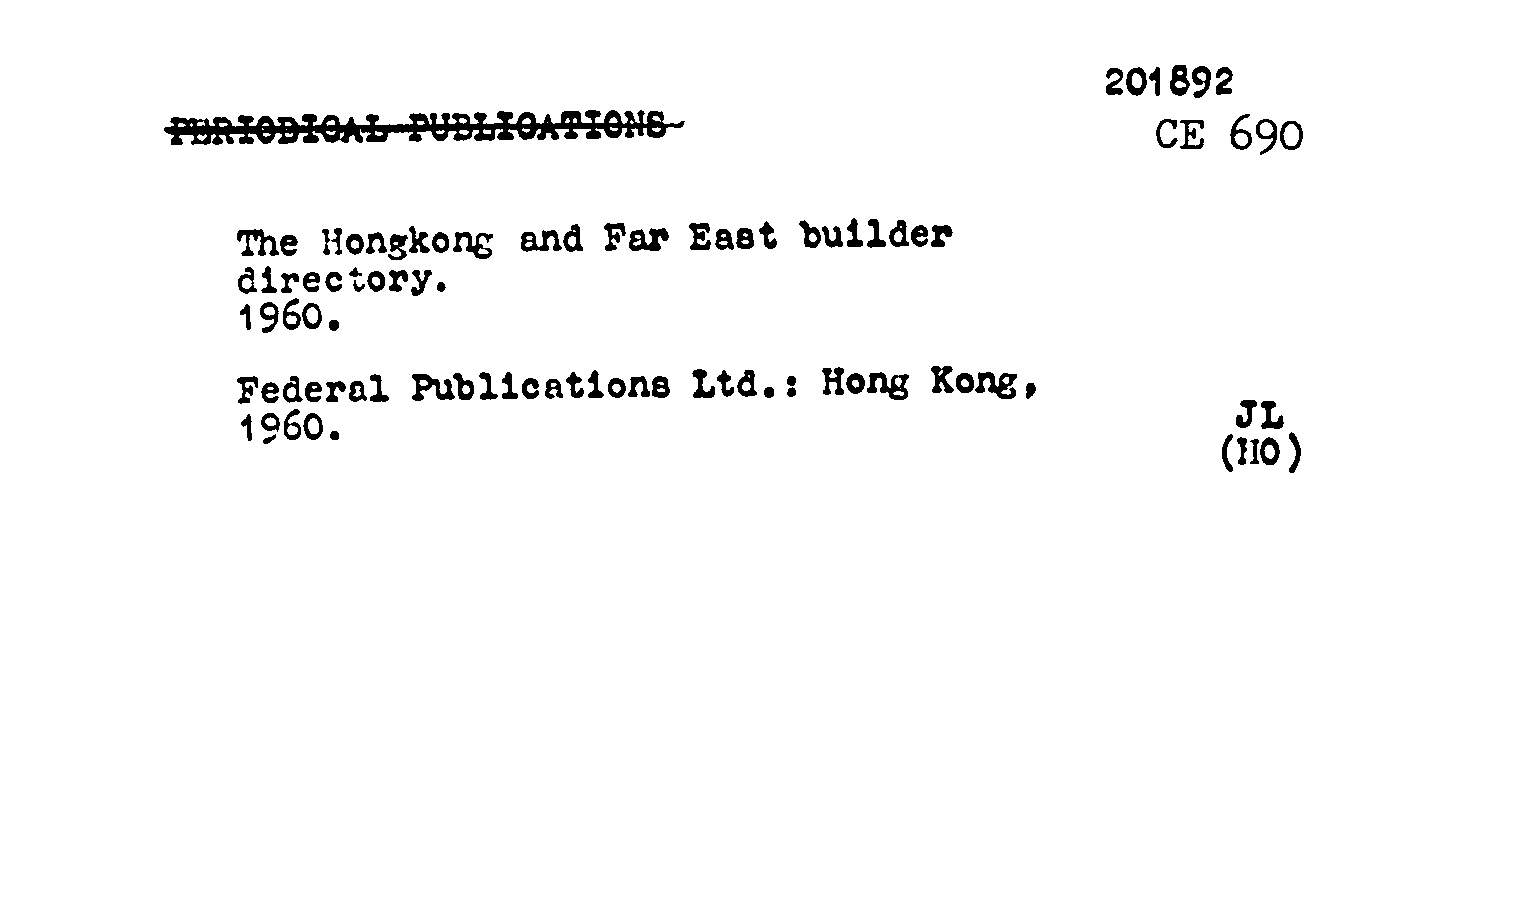 201892
PERIODICAL PUBLICATIONS
CE 690
The Hongkong and Far East builder
directory.
1960.
Federal Publications Ltd.: Hong Kong,
1960.
JL
(HO)